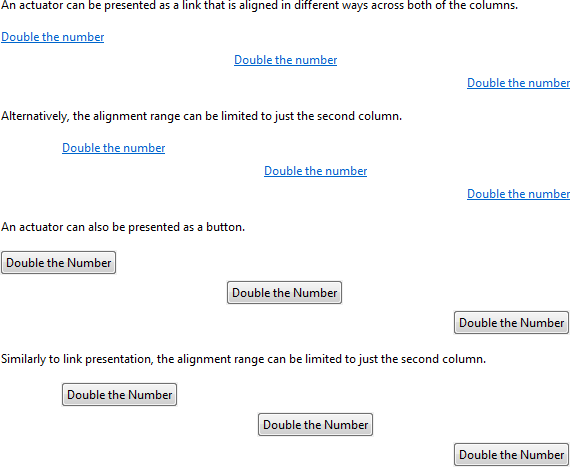 An actuator can be presented as a link that is aligned in different ways across both of the columns.
Double the number
Double the number
Double the number
Alternatively, the alignment range can be limited to just the second column.
Double the number
Double the number
Double the number
An actuator can also be presented as a button.
Double the Number
Double the Number
Double the Number
Similarly to link presentation, the alignment range can be limited to just the second column.
Double the Number
Double the Number
Double the Number